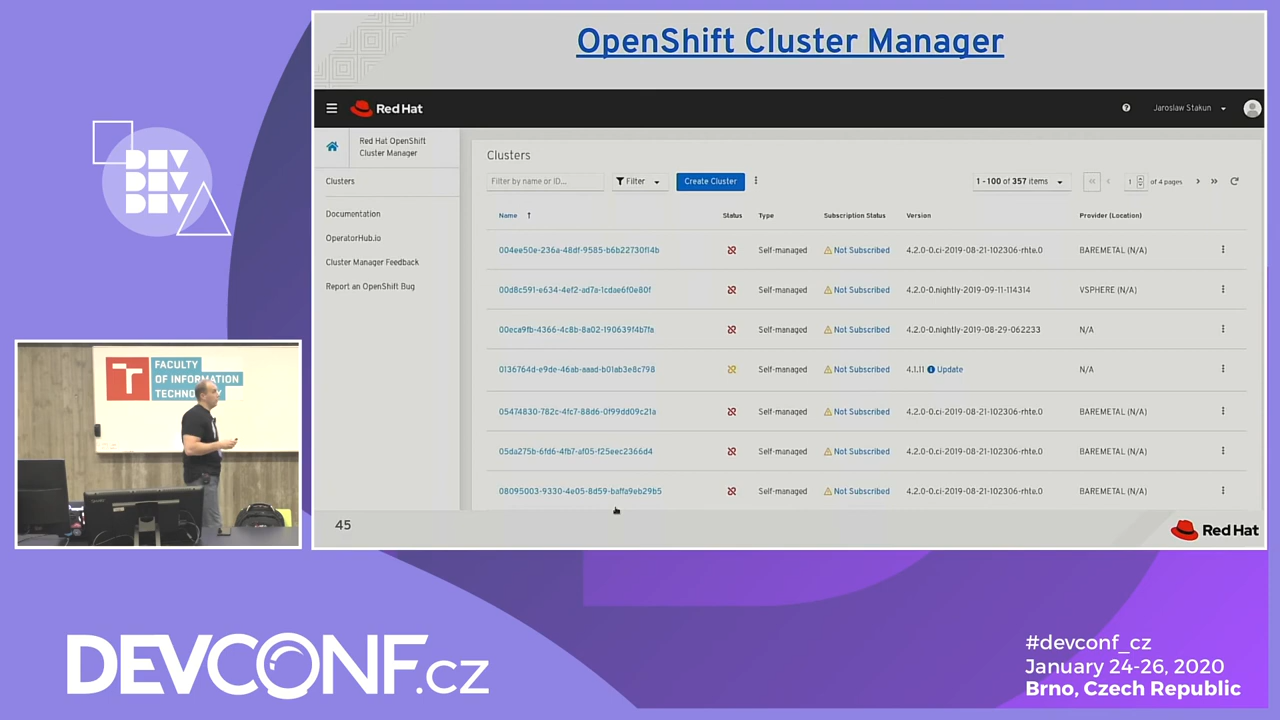 OpenShift Cluster Manager
Red Hat
Jaroslaw Stakun
Red Hat OpenShift
Cluster Manager
Clusters
Documentation
OperatorHub.io
Cluster Manager Feedback
Report an OpenShift Bug
Clusters
Filter by name or ID...
Filter
Create Cluster
1 - 100 of 357 items
1 of 4 pages
Name Status Type Subscription Status Version Provider (Location)
004ee50e-236a-48df-9585-b6b22730f14b Self-managed Not Subscribed 4.2.0-0.ci-2019-08-21-102306-rhte.0 BAREMETAL (N/A)
00d8c591-e634-4ef2-ad7a-1cdae6f0e80f Self-managed Not Subscribed 4.2.0-0.nightly-2019-09-11-114314 VSPHERE (N/A)
00eca9fb-4366-4c8b-8a02-190639f4b7fa Self-managed Not Subscribed 4.2.0-0.nightly-2019-08-29-062233 N/A
0136764d-e9de-46ab-aaad-b01ab3e8c798 Self-managed Not Subscribed 4.1.11 Update N/A
05474830-782c-4fc7-88d6-0f99dd09c21a Self-managed Not Subscribed 4.2.0-0.ci-2019-08-21-102306-rhte.0 BAREMETAL (N/A)
05da275b-6fd6-4fb7-af05-f25eec2366d4 Self-managed Not Subscribed 4.2.0-0.ci-2019-08-21-102306-rhte.0 BAREMETAL (N/A)
08095003-9330-4e05-8d59-baffa9eb29b5 Self-managed Not Subscribed 4.2.0-0.ci-2019-08-21-102306-rhte.0 BAREMETAL (N/A)
45
Red Hat
DEV
DEV
DEV
FACULTY
OF INFORMATION
DEVCONF.cz
#devconf_cz
January 24-26, 2020
Brno, Czech Republic